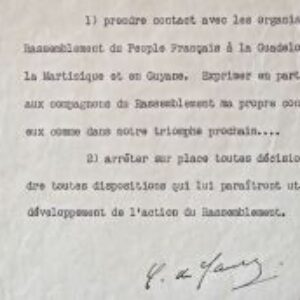 1) prendre contact avec les organis
Rassemblement du Peuple Français à la Guadelo
la Martinique et en Guyane. Exprimer en part
aux compagnons du Rassemblement ma propre con
eux comme dans notre triomphe prochain....
2) arrêter sur place toutes décision
dre toutes dispositions qui lui paraîtront ut
développement de l'action du Rassemblement.
C. de Gaulle